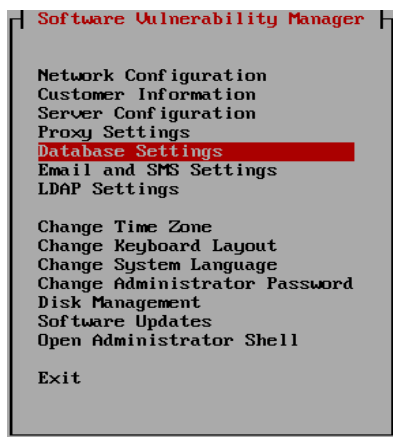 Software Vulnerability Manager
Network Configuration
Customer Information
Server Configuration
Proxy Settings
Database Settings
Email and SMS Settings
LDAP Settings
Change Time Zone
Change Keyboard Layout
Change System Language
Change Administrator Password
Disk Management
Software Updates
Open Administrator Shell
Exit